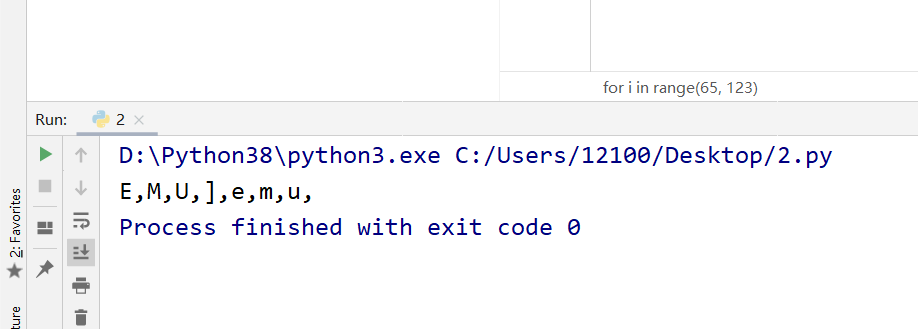 for i in range(65, 123)
Run: 2
D:\Python38\python3.exe C:/Users/12100/Desktop/2.py
E,M,U,],e,m,u,
Process finished with exit code 0
2: Favorites
ture